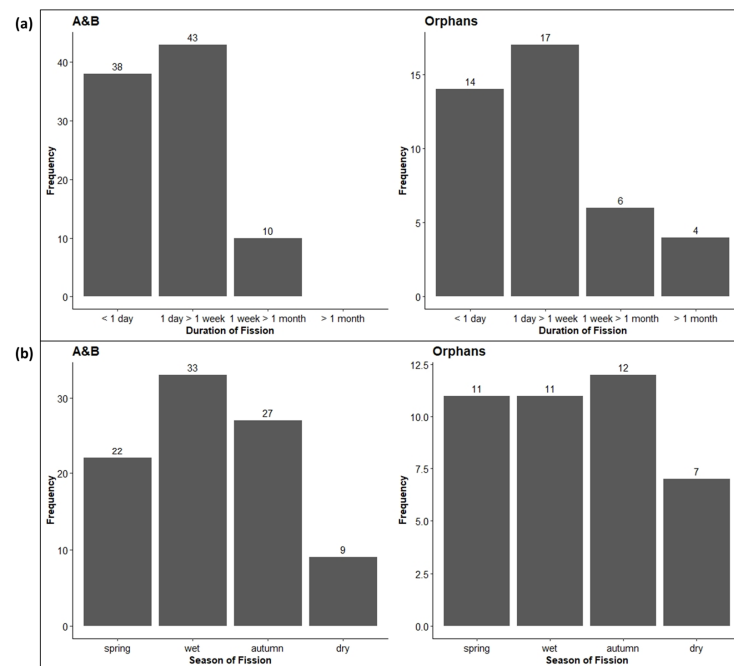 (a)
A&B
Orphans
43
38
10
40
30
20
10
0
Frequency
< 1 day
1 day > 1 week
1 week > 1 month
> 1 month
Duration of Fission
17
14
6
4
15
10
5
0
Frequency
< 1 day
1 day > 1 week
1 week > 1 month
> 1 month
Duration of Fission
(b)
A&B
Orphans
33
27
22
9
30
20
10
0
Frequency
spring
wet
autumn
dry
Season of Fission
12.5
12
11
11
7
10.0
7.5
5.0
2.5
0.0
Frequency
spring
wet
autumn
dry
Season of Fission